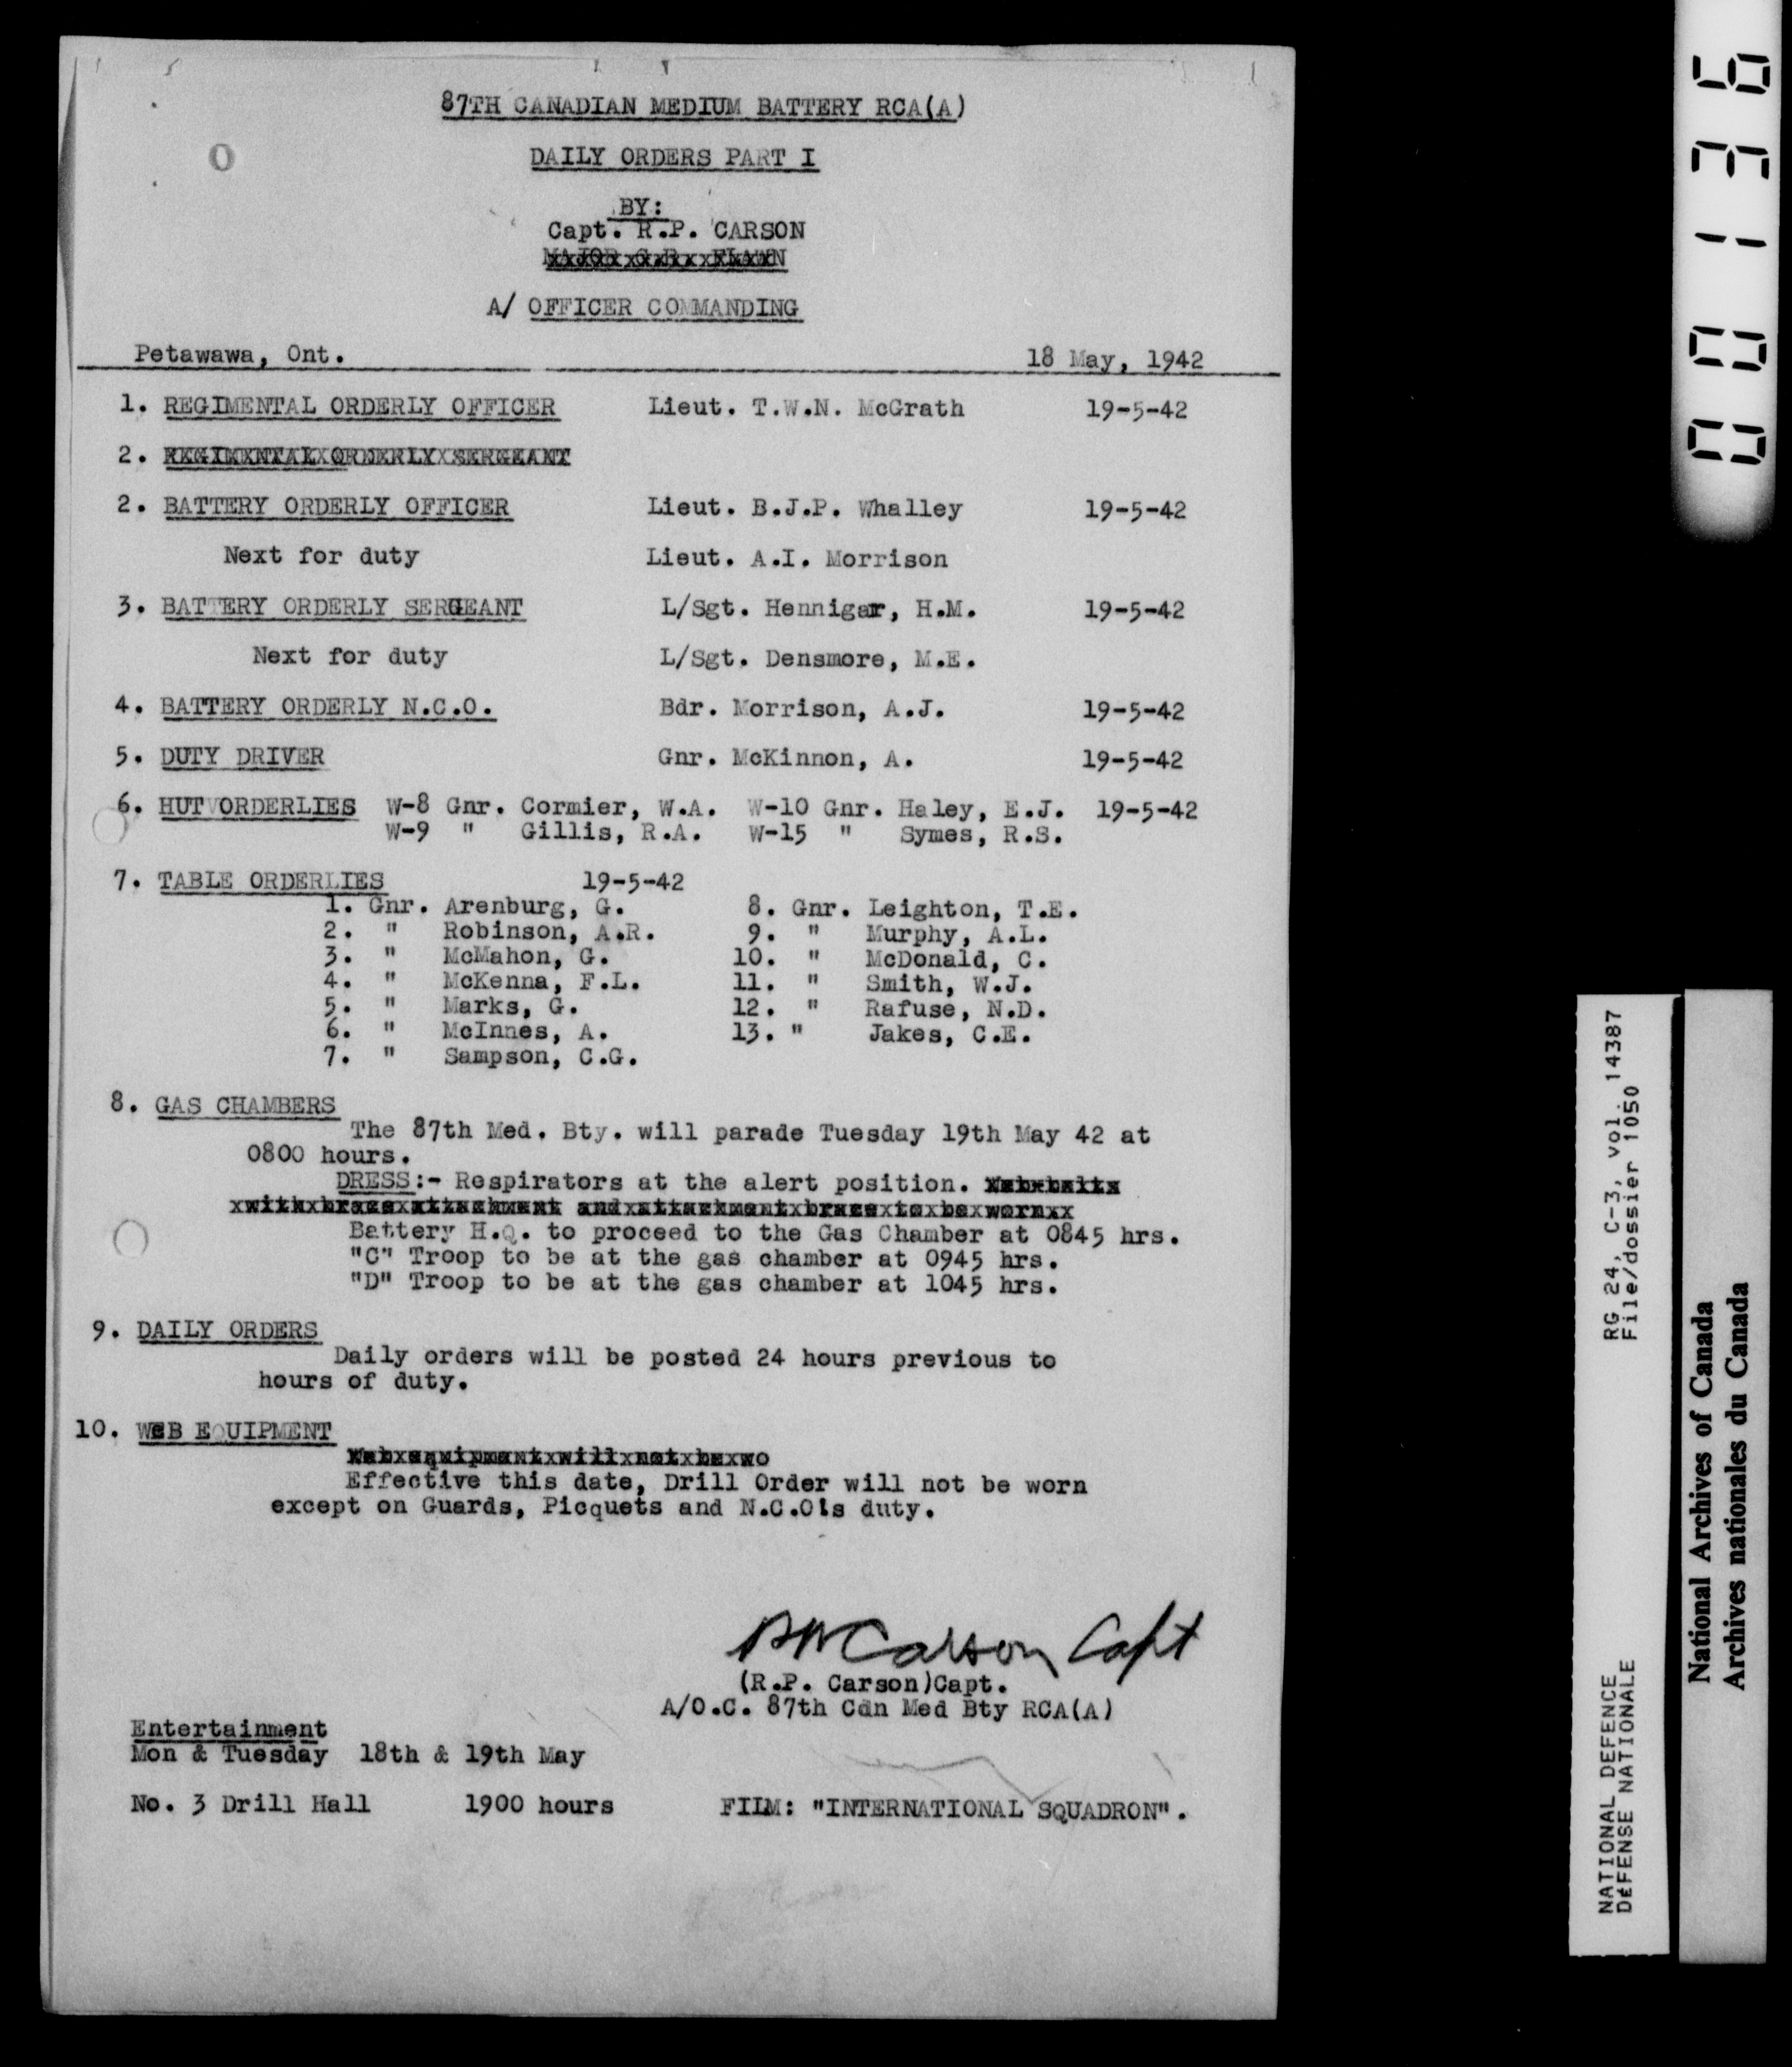 87TH CANADIAN MEDIUM BATTERY RCA(A)
DAILY ORDERS PART I
BY:
Capt. R.P. CARSON
A/ OFFICER COMMANDING
Petawawa, Ont. 18 May, 1942
1. REGIMENTAL ORDERLY OFFICER Lieut. T.W.N. McGrath 19-5-42
2. REGIMENTAL ORDERLY SERGEANT
2. BATTERY ORDERLY OFFICER Lieut. B.J.P. Whalley 19-5-42
Next for duty Lieut. A.I. Morrison
3. BATTERY ORDERLY SERGEANT L/Sgt. Hennigar, H.M. 19-5-42
Next for duty L/Sgt. Densmore, M.E.
4. BATTERY ORDERLY N.C.O. Bdr. Morrison, A.J. 19-5-42
5. DUTY DRIVER Gnr. McKinnon, A. 19-5-42
6. HUT ORDERLIES W-8 Gnr. Cormier, W.A. W-10 Gnr. Haley, E.J. 19-5-42
W-9 " Gillis, R.A. W-15 " Symes, R.S.
7. TABLE ORDERLIES 19-5-42
1. Gnr. Arenburg, G. 8. Gnr. Leighton, T.E.
2. " Robinson, A.R. 9. " Murphy, A.L.
3. " McMahon, G. 10. " McDonald, C.
4. " McKenna, F.L. 11. " Smith, W.J.
5. " Marks, G. 12. " Rafuse, N.D.
6. " McInnes, A. 13. " Jakes, C.E.
7. " Sampson, C.G.
8. GAS CHAMBERS
The 87th Med. Bty. will parade Tuesday 19th May 42 at
0800 hours.
DRESS:- Respirators at the alert position.
Battery H.Q. to proceed to the Gas Chamber at 0845 hrs.
"C" Troop to be at the gas chamber at 0945 hrs.
"D" Troop to be at the gas chamber at 1045 hrs.
9. DAILY ORDERS
Daily orders will be posted 24 hours previous to
hours of duty.
10. WEB EQUIPMENT
Effective this date, Drill Order will not be worn
except on Guards, Picquets and N.C.O's duty.
RP Carson Capt
(R.P. Carson)Capt.
A/O.C. 87th Cdn Med Bty RCA(A)
Entertainment
Mon & Tuesday 18th & 19th May
No. 3 Drill Hall 1900 hours FILM: "INTERNATIONAL SQUADRON".
00136
NATIONAL DEFENCE RG 24, C-3, vol. 14387
DÉFENSE NATIONALE File/dossier 1050
National Archives of Canada
Archives nationales du Canada